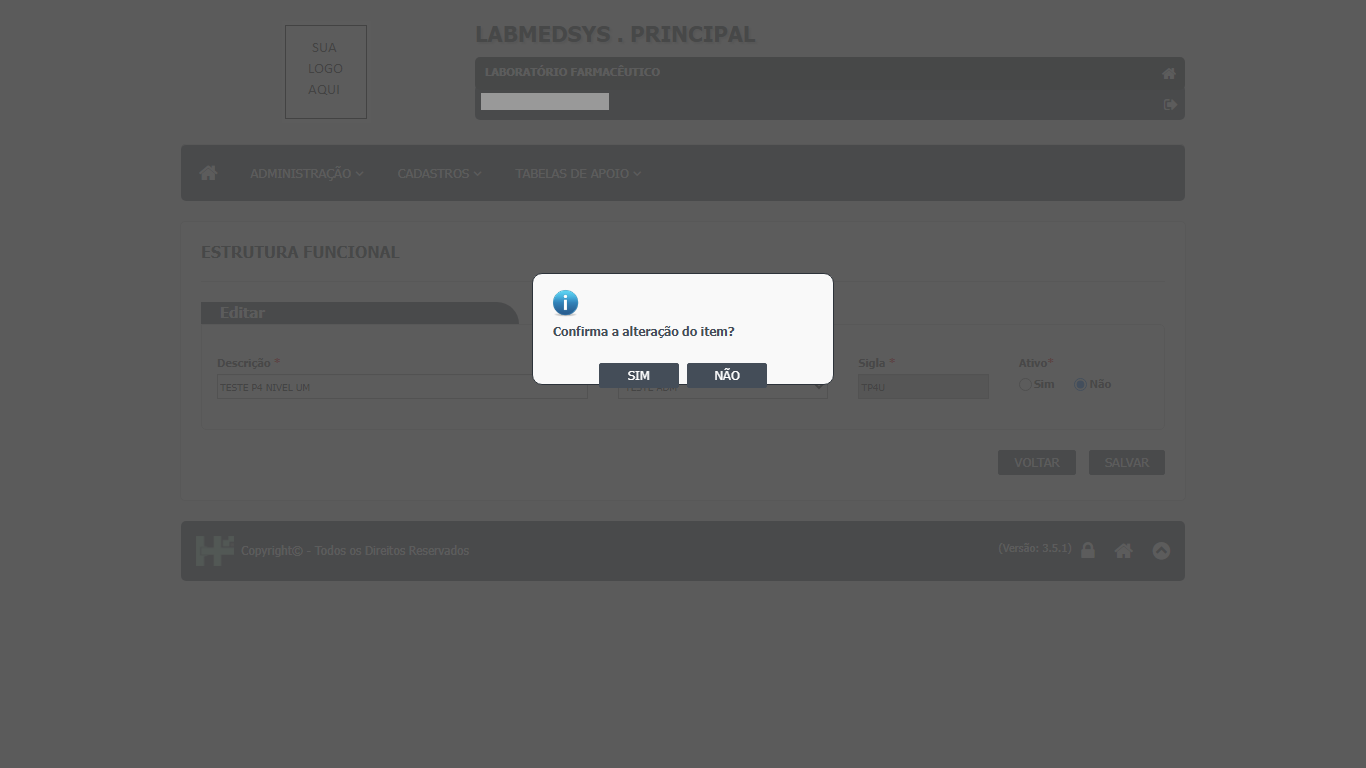 SUA
LOGO
AQUI
LABMEDSYS . PRINCIPAL
LABORATÓRIO FARMACÊUTICO
ADMINISTRAÇÃO CADASTROS TABELAS DE APOIO
ESTRUTURA FUNCIONAL
Editar
Confirma a alteração do item?
SIM NÃO
Descrição * Sigla * Ativo*
TESTE P4 NIVEL UM TP4U Sim Não
VOLTAR SALVAR
Copyright© - Todos os Direitos Reservados (Versão: 3.5.1)